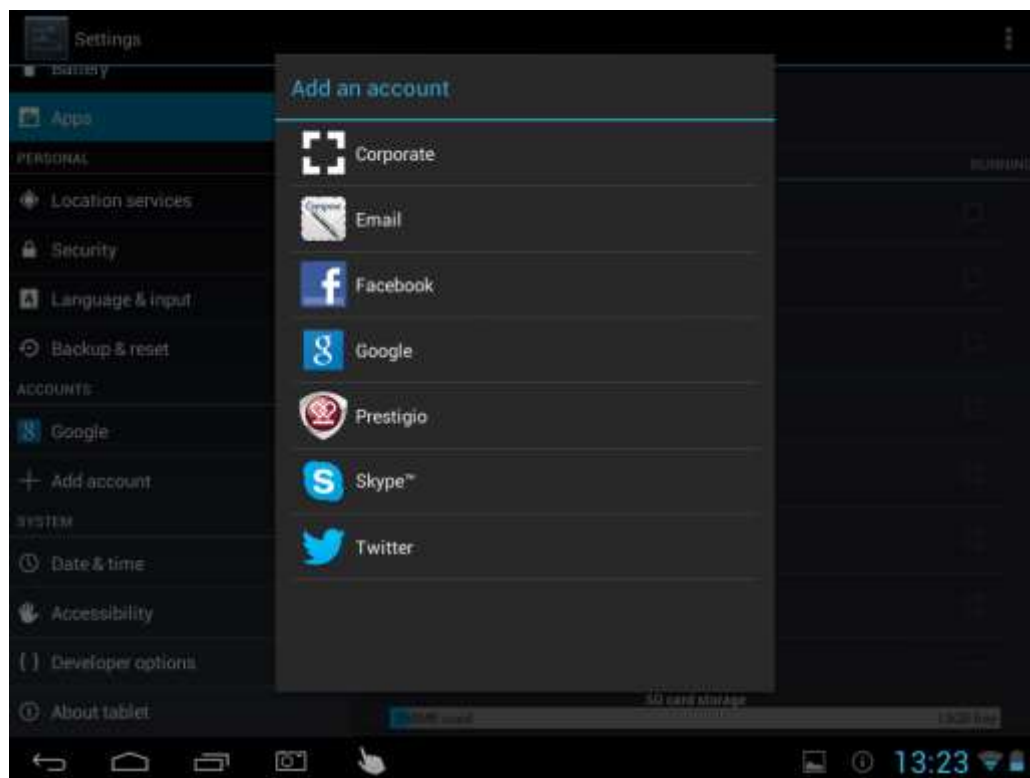 Settings
Battery
Apps
PERSONAL
Location services
Security
Language & input
Backup & reset
ACCOUNTS
Google
Add account
SYSTEM
Date & time
Accessibility
Developer options
About tablet
Add an account
Corporate
Email
Facebook
Google
Prestigio
Skype™
Twitter
RUNNING
SD card storage
13:23